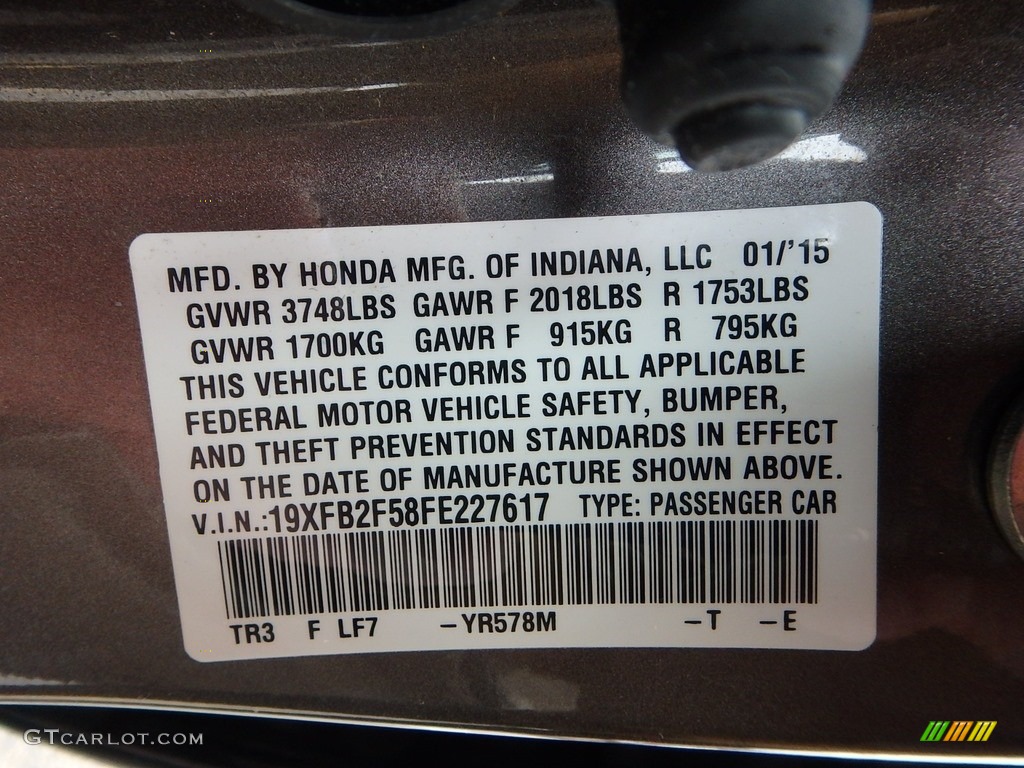 MFD. BY HONDA MFG. OF INDIANA, LLC 01/'15
GVWR 3748LBS GAWR F 2018LBS R 1753LBS
GVWR 1700KG GAWR F 915KG R 795KG
THIS VEHICLE CONFORMS TO ALL APPLICABLE
FEDERAL MOTOR VEHICLE SAFETY, BUMPER,
AND THEFT PREVENTION STANDARDS IN EFFECT
ON THE DATE OF MANUFACTURE SHOWN ABOVE.
V.I.N.:19XFB2F58FE227617 TYPE: PASSENGER CAR
TR3 F LF7 -YR578M -T -E
GTCARLOT.COM